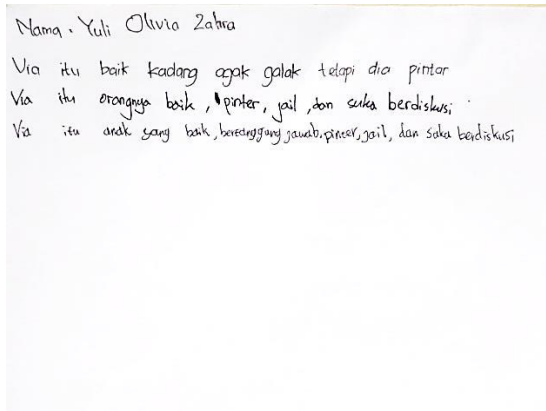 Nama . Yuli Olivia Zahra
Via itu baik kadang agak galak tetapi dia pintar
Via itu orangnya baik, pinter, jail, dan suka berdiskusi
Via itu anak yang baik, beretanggung jawab, pinter, jail, dan suka berdiskusi